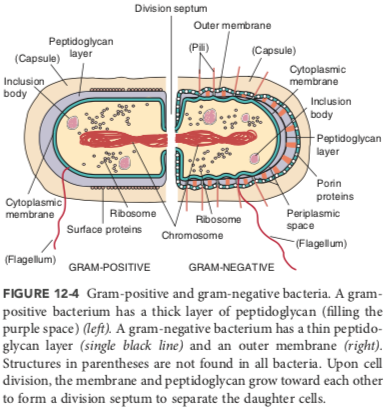 Division septum
Outer membrane
Peptidoglycan
layer
(Pili)
(Capsule)
(Capsule)
Cytoplasmic
membrane
Inclusion
body
Inclusion
body
Peptidoglycan
layer
Porin
proteins
Cytoplasmic
membrane
Ribosome
Ribosome
Periplasmic
space
Surface proteins
Chromosome
(Flagellum)
(Flagellum)
GRAM-POSITIVE
GRAM-NEGATIVE
FIGURE 12-4 Gram-positive and gram-negative bacteria. A gram-
positive bacterium has a thick layer of peptidoglycan (filling the
purple space) (left). A gram-negative bacterium has a thin peptido-
glycan layer (single black line) and an outer membrane (right).
Structures in parentheses are not found in all bacteria. Upon cell
division, the membrane and peptidoglycan grow toward each other
to form a division septum to separate the daughter cells.